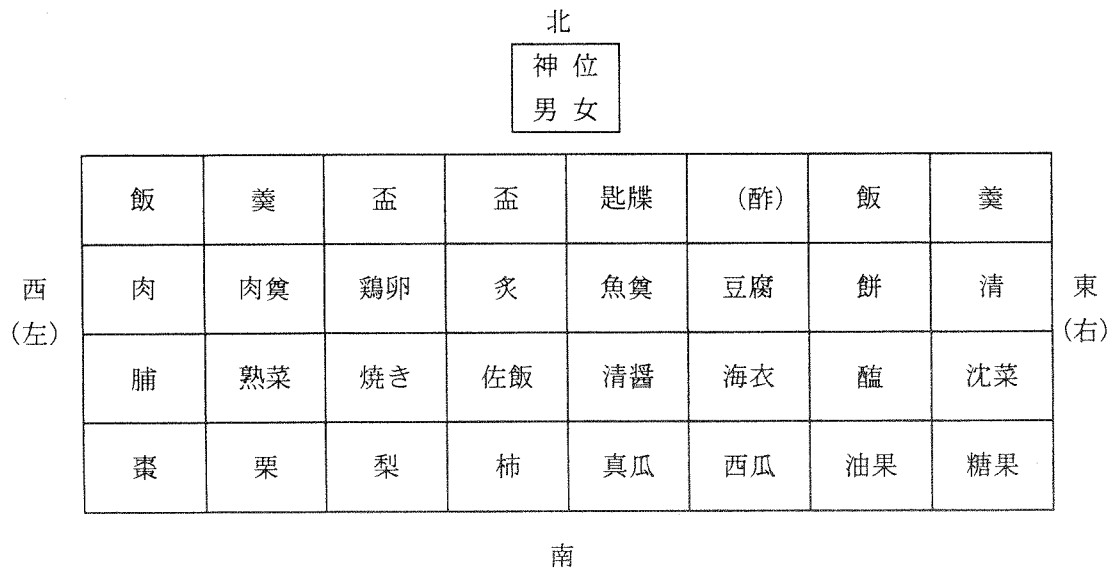 北
神位
男女
飯 羹 盃 盃 匙牒 (酢) 飯 羹
西 肉 肉奠 鶏卵 炙 魚奠 豆腐 餅 清 東
(左) (右)
脯 熟菜 焼き 佐飯 清醤 海衣 醢 沈菜
棗 栗 梨 柿 真瓜 西瓜 油果 糖果
南